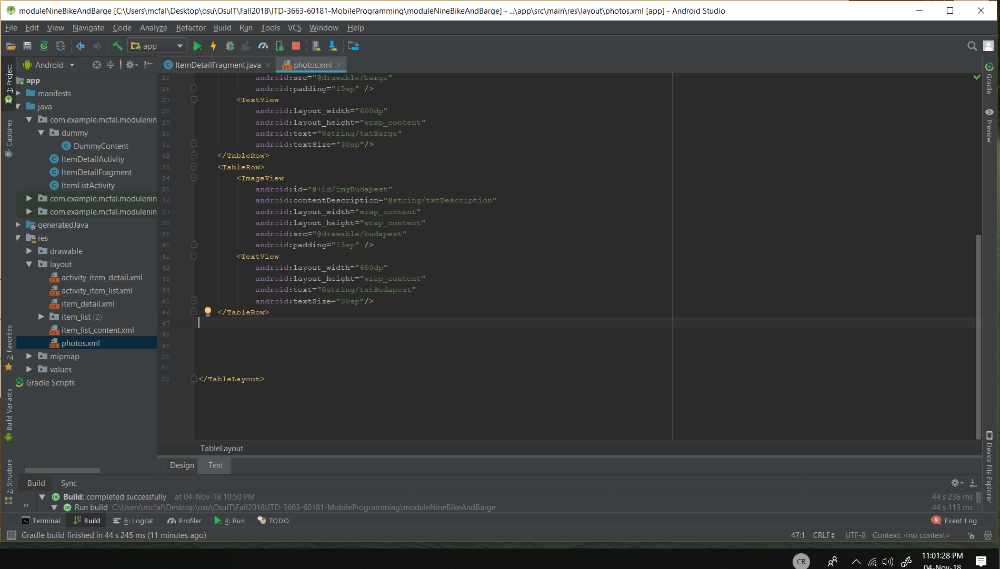 moduleNineBikeAndBarge [C:\Users\mcfal\Desktop\osu\OsuIT\Fall2018\ITD-3663-60181-MobileProgramming\moduleNineBikeAndBarge] - ...\app\src\main\res\layout\photos.xml [app] - Android Studio
File Edit View Navigate Code Analyze Refactor Build Run Tools VCS Window Help
app
Android
ItemDetailFragment.java
photos.xml
1: Project
Captures
2: Favorites
Build Variants
7: Structure
app
manifests
java
com.example.mcfal.modulenin
dummy
DummyContent
ItemDetailActivity
ItemDetailFragment
ItemListActivity
com.example.mcfal.modulenin
com.example.mcfal.modulenin
generatedJava
res
drawable
layout
activity_item_detail.xml
activity_item_list.xml
item_detail.xml
item_list (2)
item_list_content.xml
photos.xml
mipmap
values
Gradle Scripts
25 android:src="@drawable/barge"
26 android:padding="15sp" />
27 <TextView
28 android:layout_width="600dp"
29 android:layout_height="wrap_content"
30 android:text="@string/txtBarge"
31 android:textSize="30sp"/>
32 </TableRow>
33 <TableRow>
34 <ImageView
35 android:id="@+id/imgBudapest"
36 android:contentDescription="@string/txtDescription"
37 android:layout_width="wrap_content"
38 android:layout_height="wrap_content"
39 android:src="@drawable/budapest"
40 android:padding="15sp" />
41 <TextView
42 android:layout_width="600dp"
43 android:layout_height="wrap_content"
44 android:text="@string/txtBudapest"
45 android:textSize="30sp"/>
46 </TableRow>
47
48
49
50
51
52 </TableLayout>
TableLayout
Design Text
Gradle
Preview
Device File Explorer
Build Sync
Build: completed successfully at 04-Nov-18 10:50 PM 44 s 236 ms
Run build C:\Users\mcfal\Desktop\osu\OsuIT\Fall2018\ITD-3663-60181-MobileProgramming\moduleNineBikeAndBarge 44 s 113 ms
Terminal Build 6: Logcat Profiler 4: Run TODO 9 Event Log
Gradle build finished in 44 s 245 ms (11 minutes ago) 47:1 CRLF UTF-8 Context: <no context>
CB
11:01:28 PM
04-Nov-18